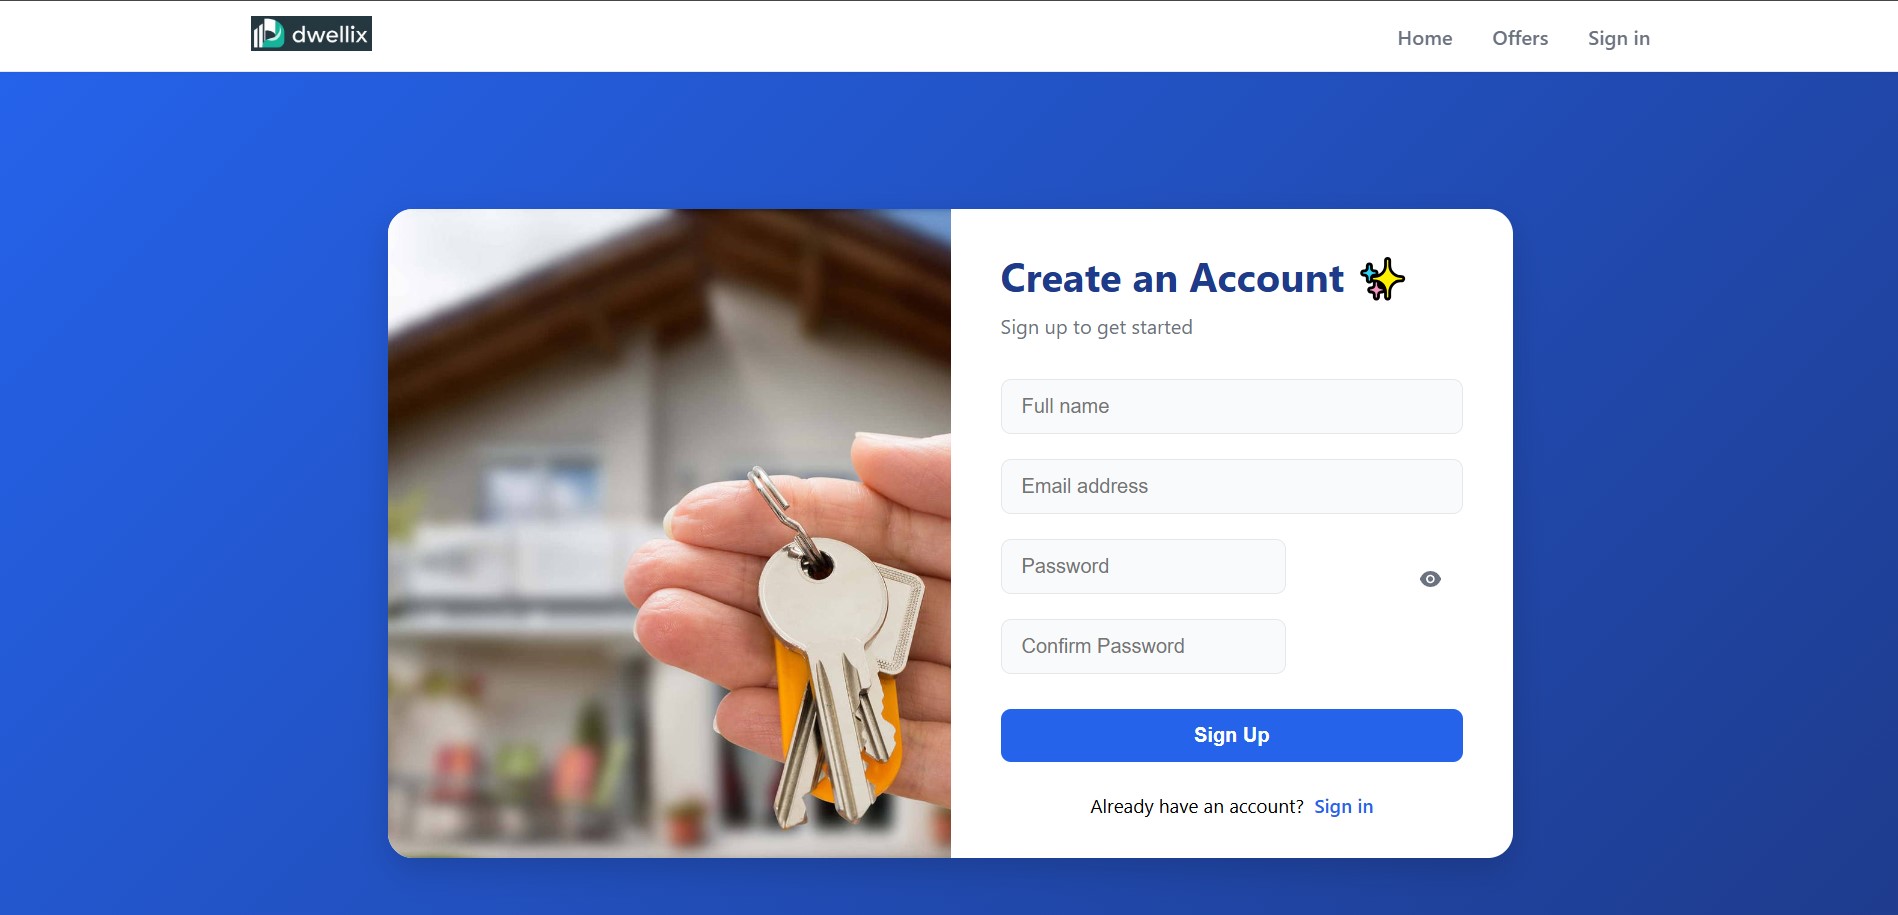 dwellix
Home Offers Sign in
Create an Account ✨
Sign up to get started
Full name
Email address
Password
Confirm Password
Sign Up
Already have an account? Sign in